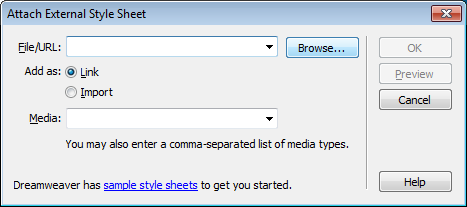 Attach External Style Sheet
File/URL: Browse... OK
Add as: Link Preview
Import Cancel
Media:
You may also enter a comma-separated list of media types.
Dreamweaver has sample style sheets to get you started. Help